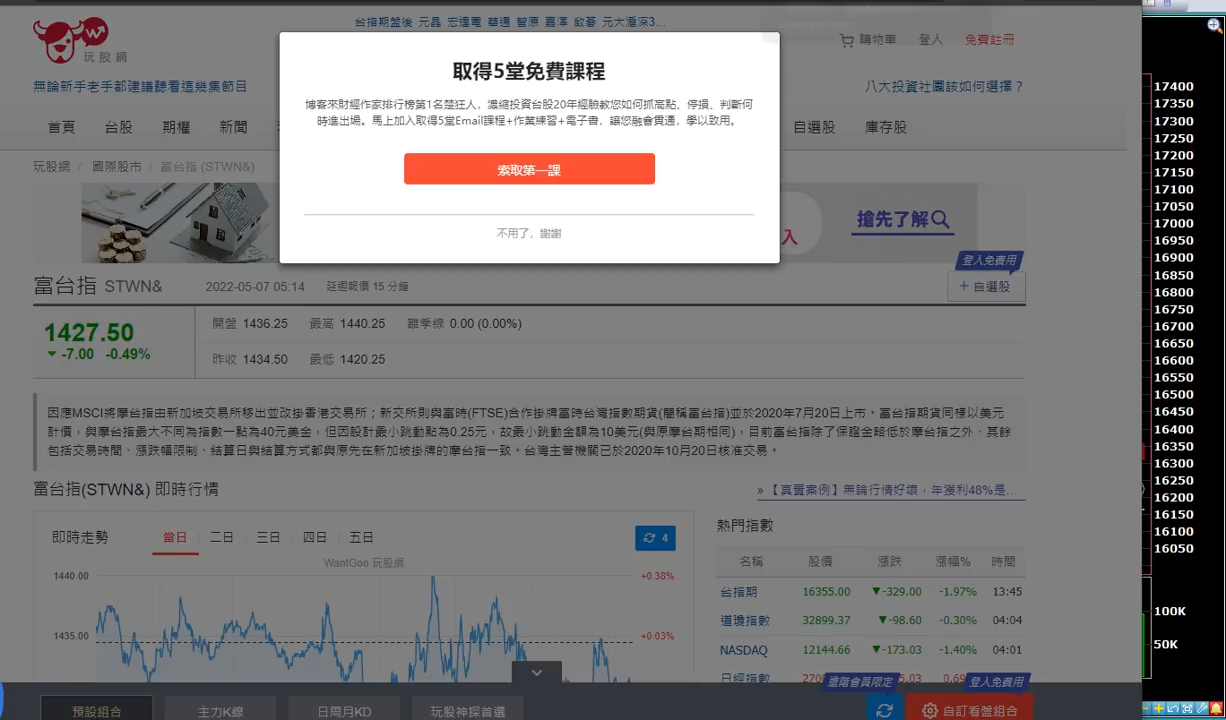 台指期盤後 元晶 宏達電 華通 智原 嘉澤 欣碁 元大滬深3...
玩股網
購物車 登入 免費註冊
無論新手老手都建議聽看這幾集節目
八大投資社團該如何選擇？
首頁 台股 期權 新聞 自選股 庫存股
取得5堂免費課程
博客來財經作家排行榜第1名楚狂人，濃縮投資台股20年經驗教您如何抓高點、停損、判斷何
時進出場。馬上加入取得5堂Email課程+作業練習+電子書，讓您融會貫通，學以致用。
索取第一課
不用了，謝謝
玩股網 / 國際股市 / 富台指 (STWN&)
入
搶先了解
登入免費用
富台指 STWN& 2022-05-07 05:14 延遲報價 15 分鐘
+ 自選股
1427.50
▼ -7.00 -0.49%
開盤 1436.25 最高 1440.25 離季線 0.00 (0.00%)
昨收 1434.50 最低 1420.25
因應MSCI將摩台指由新加坡交易所移出並改掛香港交易所；新交所則與富時(FTSE)合作掛牌富時台灣指數期貨(簡稱富台指)並於2020年7月20日上市。富台指期貨同樣以美元
計價，與摩台指最大不同為指數一點為40元美金，但因設計最小跳動點為0.25元，故最小跳動金額為10美元(與原摩台期相同)，目前富台指除了保證金略低於摩台指之外，其餘
包括交易時間、漲跌幅限制、結算日與結算方式都與原先在新加坡掛牌的摩台指一致。台灣主管機關已於2020年10月20日核准交易。
富台指(STWN&) 即時行情
» 【真實案例】無論行情好壞，年獲利48%是...
即時走勢 當日 二日 三日 四日 五日
4
WantGoo 玩股網
1440.00 +0.38%
1435.00 +0.03%
熱門指數
名稱 股價 漲跌 漲幅% 時間
台指期 16355.00 ▼-329.00 -1.97% 13:45
道瓊指數 32899.37 ▼-98.60 -0.30% 04:04
NASDAQ 12144.66 ▼-173.03 -1.40% 04:01
日經指數
進階會員限定 登入免費用
預設組合 主力K線 日周月KD 玩股神探首選 自訂看盤組合
17400
17350
17300
17250
17200
17150
17100
17050
17000
16950
16900
16850
16800
16750
16700
16650
16600
16550
16500
16450
16400
16350
16300
16250
16200
16150
16100
16050
100K
50K